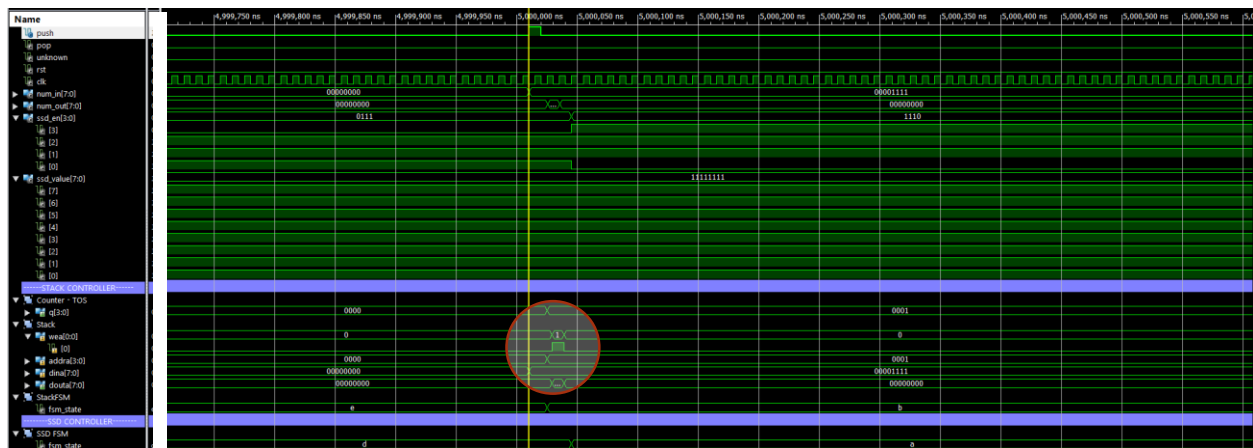 Name
4,999,750 ns 4,999,800 ns 4,999,850 ns 4,999,900 ns 4,999,950 ns 5,000,000 ns 5,000,050 ns 5,000,100 ns 5,000,150 ns 5,000,200 ns 5,000,250 ns 5,000,300 ns 5,000,350 ns 5,000,400 ns 5,000,450 ns 5,000,500 ns 5,000,550 ns
push
pop
unknown
rst
clk
num_in[7:0] 00000000 00001111
num_out[7:0] 00000000 ... 00000000
ssd_en[3:0] 0111 1110
[3]
[2]
[1]
[0]
ssd_value[7:0] 11111111
[7]
[6]
[5]
[4]
[3]
[2]
[1]
[0]
------STACK CONTROLLER------
Counter - TOS
q[3:0] 0000 0001
Stack
wea[0:0] 0 1 0
[0]
addra[3:0] 0000 0001
dina[7:0] 00000000 00001111
douta[7:0] 00000000 ... 00000000
StackFSM
fsm_state e b
------SSD CONTROLLER------
SSD FSM
fsm_state d a